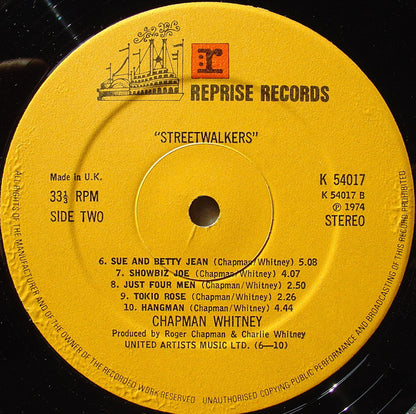 r
REPRISE RECORDS
"STREETWALKERS"
Made in U.K.
33⅓ RPM
SIDE TWO
K 54017
K 54017 B
℗ 1974
STEREO
6. SUE AND BETTY JEAN (Chapman/Whitney) 5.08
7. SHOWBIZ JOE (Chapman/Whitney) 4.07
8. JUST FOUR MEN (Chapman/Whitney) 2.50
9. TOKIO ROSE (Chapman/Whitney) 2.26
10. HANGMAN (Chapman/Whitney) 4.44
CHAPMAN WHITNEY
Produced by Roger Chapman & Charlie Whitney
UNITED ARTISTS MUSIC LTD. (6–10)
ALL RIGHTS OF THE MANUFACTURER AND OF THE OWNER OF THE RECORDED WORK RESERVED. UNAUTHORISED COPYING PUBLIC PERFORMANCE AND BROADCASTING OF THIS RECORD PROHIBITED